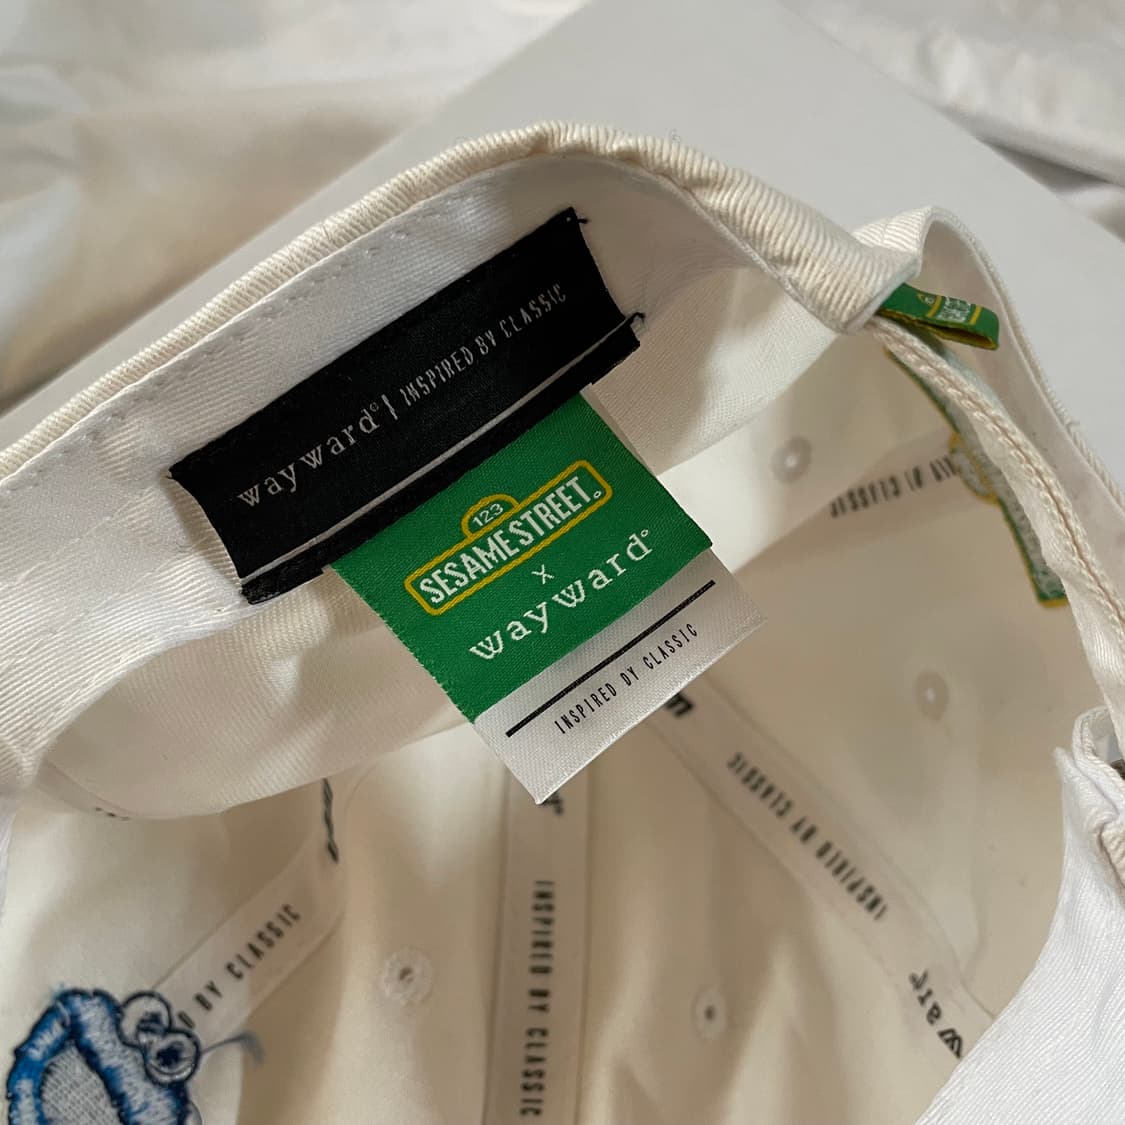 wayward® | INSPIRED BY CLASSIC
123
SESAME STREET
x
wayward®
INSPIRED BY CLASSIC
INSPIRED BY CLASSIC
D BY CLASSIC
INSPIRED BY CLASSIC